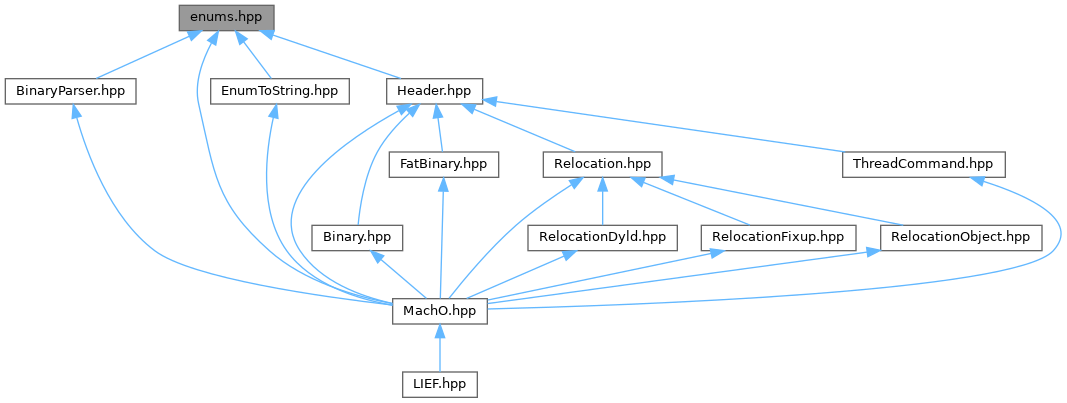 enums.hpp
BinaryParser.hpp
EnumToString.hpp
Header.hpp
FatBinary.hpp
Relocation.hpp
ThreadCommand.hpp
Binary.hpp
RelocationDyld.hpp
RelocationFixup.hpp
RelocationObject.hpp
MachO.hpp
LIEF.hpp